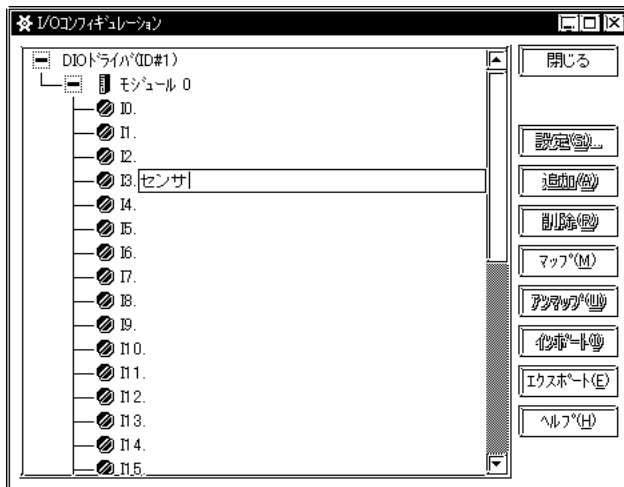 I/Oコンフィギュレーション
DIOドライバ(ID#1)
モジュール 0
I0.
I1.
I2.
I3. センサ
I4.
I5.
I6.
I7.
I8.
I9.
I10.
I11.
I12.
I13.
I14.
I15.
閉じる
設定(S)...
追加(A)
削除(R)
マップ(M)
アンマップ(U)
インポート(I)
エクスポート(E)
ヘルプ(H)